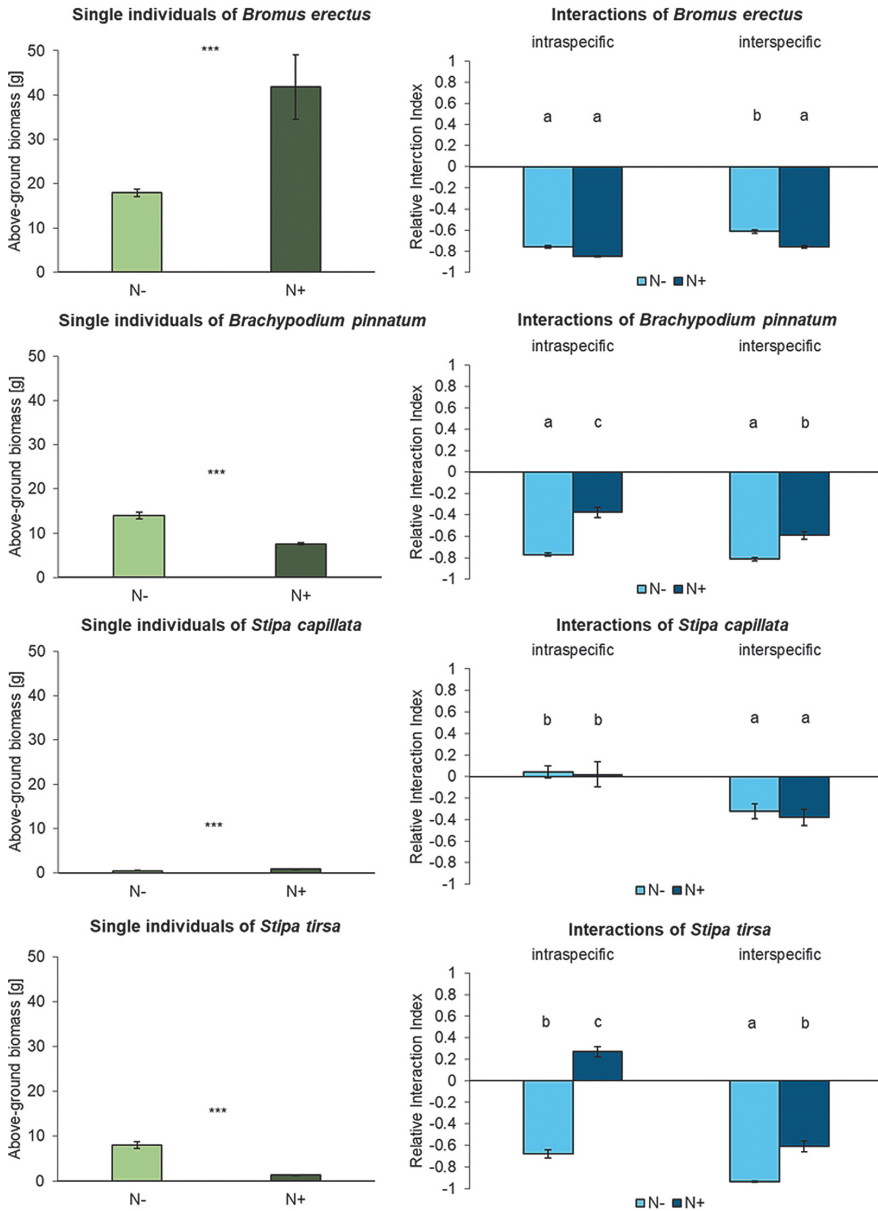 Single individuals of Bromus erectus
Above-ground biomass [g]
50
40
30
20
10
0
***
N-
N+
Interactions of Bromus erectus
intraspecific
interspecific
Relative Interction Index
1
0.8
0.6
0.4
0.2
0
-0.2
-0.4
-0.6
-0.8
-1
a
a
b
a
N-
N+
Single individuals of Brachypodium pinnatum
Above-ground biomass [g]
50
40
30
20
10
0
***
N-
N+
Interactions of Brachypodium pinnatum
intraspecific
interspecific
Relative Interaction Index
1
0.8
0.6
0.4
0.2
0
-0.2
-0.4
-0.6
-0.8
-1
a
c
a
b
N-
N+
Single individuals of Stipa capillata
Above-ground biomass [g]
50
40
30
20
10
0
***
N-
N+
Interactions of Stipa capillata
intraspecific
interspecific
Relative Interaction Index
1
0.8
0.6
0.4
0.2
0
-0.2
-0.4
-0.6
-0.8
-1
b
b
a
a
N-
N+
Single individuals of Stipa tirsa
Above-ground biomass [g]
50
40
30
20
10
0
***
N-
N+
Interactions of Stipa tirsa
intraspecific
interspecific
Relative Interaction Index
1
0.8
0.6
0.4
0.2
0
-0.2
-0.4
-0.6
-0.8
-1
b
c
a
b
N-
N+